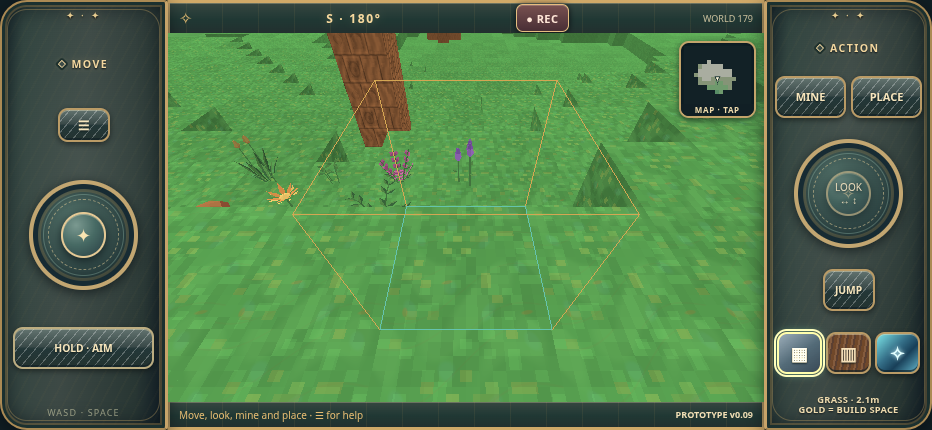 MOVE
HOLD · AIM
WASD · SPACE
S · 180°
● REC
WORLD 179
MAP · TAP
Move, look, mine and place · ☰ for help
PROTOTYPE v0.09
ACTION
MINE
PLACE
LOOK
JUMP
GRASS · 2.1m
GOLD = BUILD SPACE